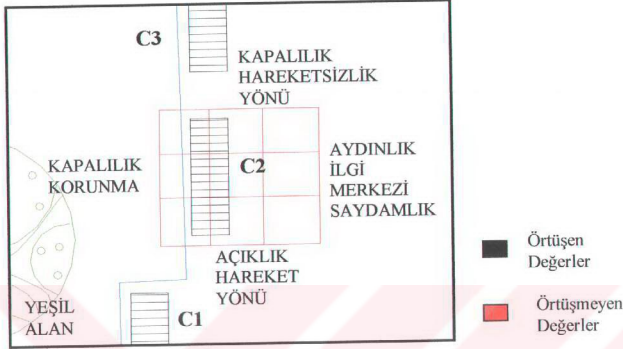 C3
KAPALILIK
HAREKETSİZLİK
YÖNÜ
KAPALILIK
KORUNMA
C2
AYDINLIK
İLGİ
MERKEZİ
SAYDAMLIK
AÇIKLIK
HAREKET
YÖNÜ
YEŞİL
ALAN
C1
Örtüşen
Değerler
Örtüşmeyen
Değerler